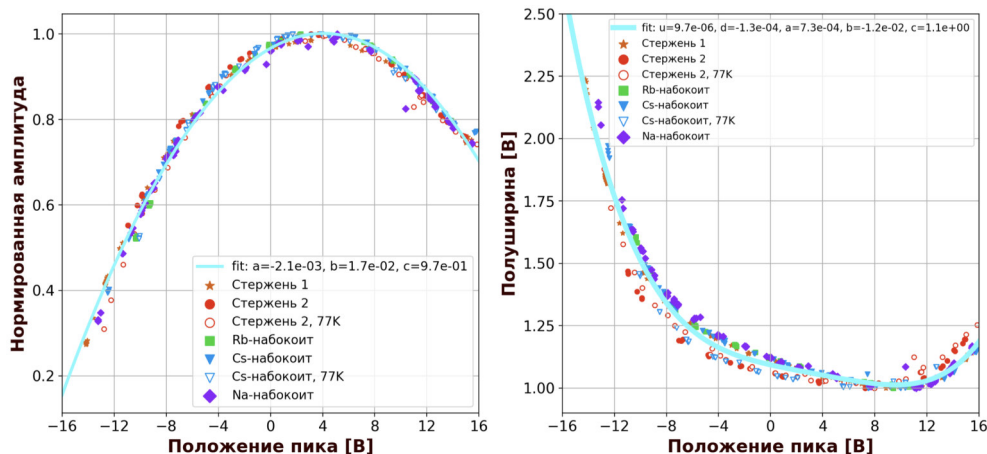 Нормированная амплитуда
1.0
0.8
0.6
0.4
0.2
fit: a=-2.1e-03, b=1.7e-02, c=9.7e-01
Стержень 1
Стержень 2
Стержень 2, 77K
Rb-набокоит
Cs-набокоит
Cs-набокоит, 77K
Na-набокоит
−16 −12 −8 −4 0 4 8 12 16
Положение пика [В]
Полуширина [В]
2.50
2.25
2.00
1.75
1.50
1.25
1.00
fit: u=9.7e-06, d=-1.3e-04, a=7.3e-04, b=-1.2e-02, c=1.1e+00
Стержень 1
Стержень 2
Стержень 2, 77K
Rb-набокоит
Cs-набокоит
Cs-набокоит, 77K
Na-набокоит
−16 −12 −8 −4 0 4 8 12 16
Положение пика [В]